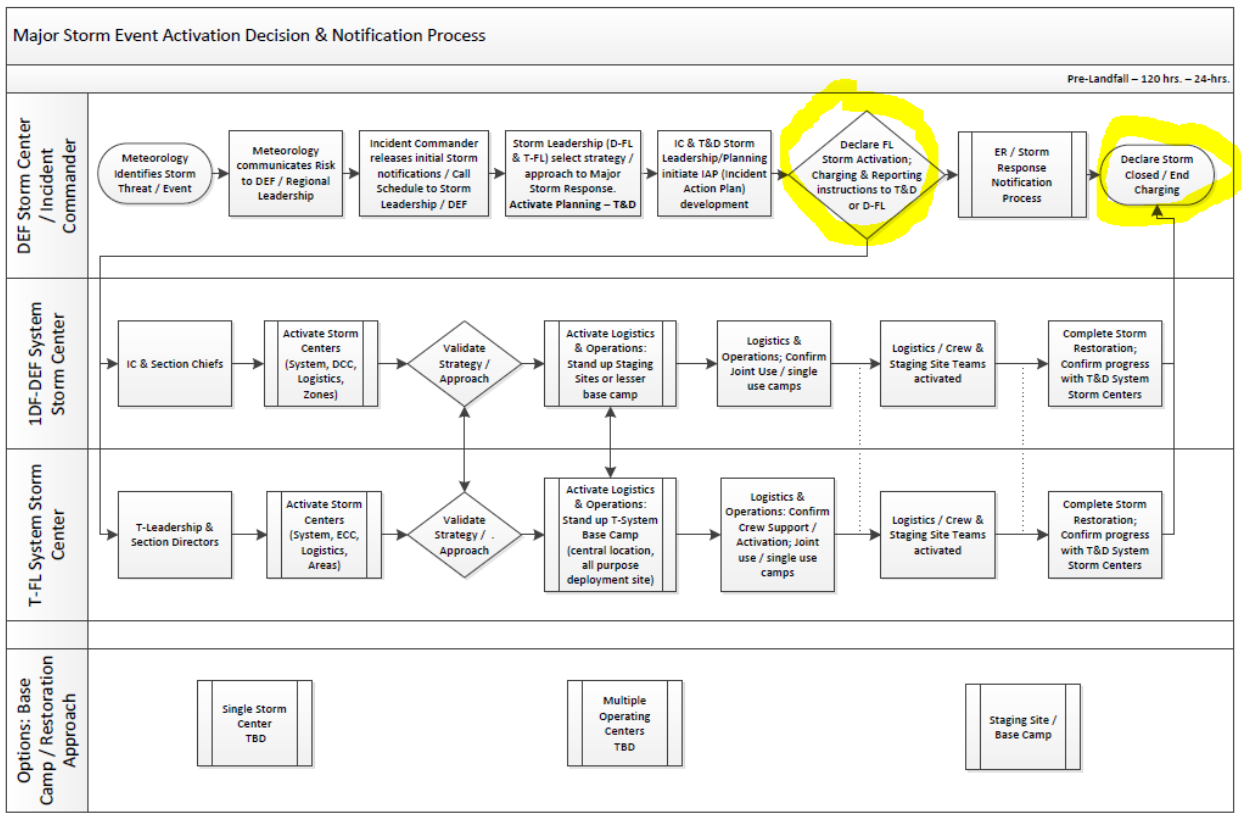 Major Storm Event Activation Decision & Notification Process
Pre-Landfall – 120 hrs. – 24-hrs.
DEF Storm Center
/ Incident
Commander
Meteorology
Identifies Storm
Threat / Event
Meteorology
communicates Risk
to DEF / Regional
Leadership
Incident Commander
releases initial Storm
notifications / Call
Schedule to Storm
Leadership / DEF
Storm Leadership (D-FL
& T-FL) select strategy /
approach to Major
Storm Response.
Activate Planning – T&D
IC & T&D Storm
Leadership/Planning
initiate IAP (Incident
Action Plan)
development
Declare FL
Storm Activation;
Charging & Reporting
instructions to T&D
or D-FL
ER / Storm
Response
Notification
Process
Declare Storm
Closed / End
Charging
1DF-DEF System
Storm Center
IC & Section Chiefs
Activate Storm
Centers
(System, DCC,
Logistics,
Zones)
Validate
Strategy /
Approach
Activate Logistics
& Operations:
Stand up Staging
Sites or lesser
base camp
Logistics &
Operations; Confirm
Joint Use / single
use camps
Logistics / Crew &
Staging Site Teams
activated
Complete Storm
Restoration;
Confirm progress
with T&D System
Storm Centers
T-FL System Storm
Center
T-Leadership &
Section Directors
Activate Storm
Centers
(System, ECC,
Logistics,
Areas)
Validate
Strategy / .
Approach
Activate Logistics
& Operations:
Stand up T-System
Base Camp
(central location,
all purpose
deployment site)
Logistics &
Operations: Confirm
Crew Support /
Activation; Joint
use / single use
camps
Logistics / Crew &
Staging Site Teams
activated
Complete Storm
Restoration;
Confirm progress
with T&D System
Storm Centers
Options: Base
Camp / Restoration
Approach
Single Storm
Center
TBD
Multiple
Operating
Centers
TBD
Staging Site /
Base Camp